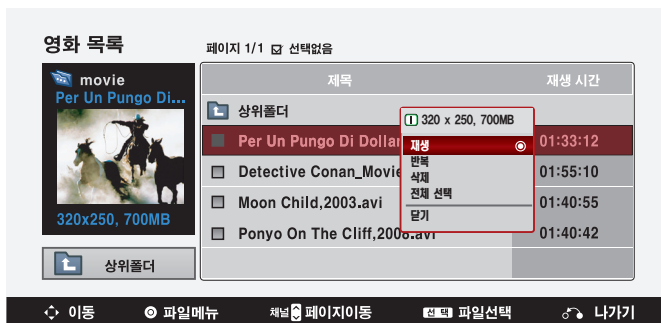 영화 목록
페이지 1/1 선택없음
movie
Per Un Pungo Di...
320x250, 700MB
상위폴더
제목 재생 시간
상위폴더
Per Un Pungo Di Dollar 01:33:12
Detective Conan_Movie 01:55:10
Moon Child,2003.avi 01:40:55
Ponyo On The Cliff,2008.avi 01:40:42
320 x 250, 700MB
재생
반복
삭제
전체 선택
닫기
이동 파일메뉴 채널 페이지이동 선택 파일선택 나가기